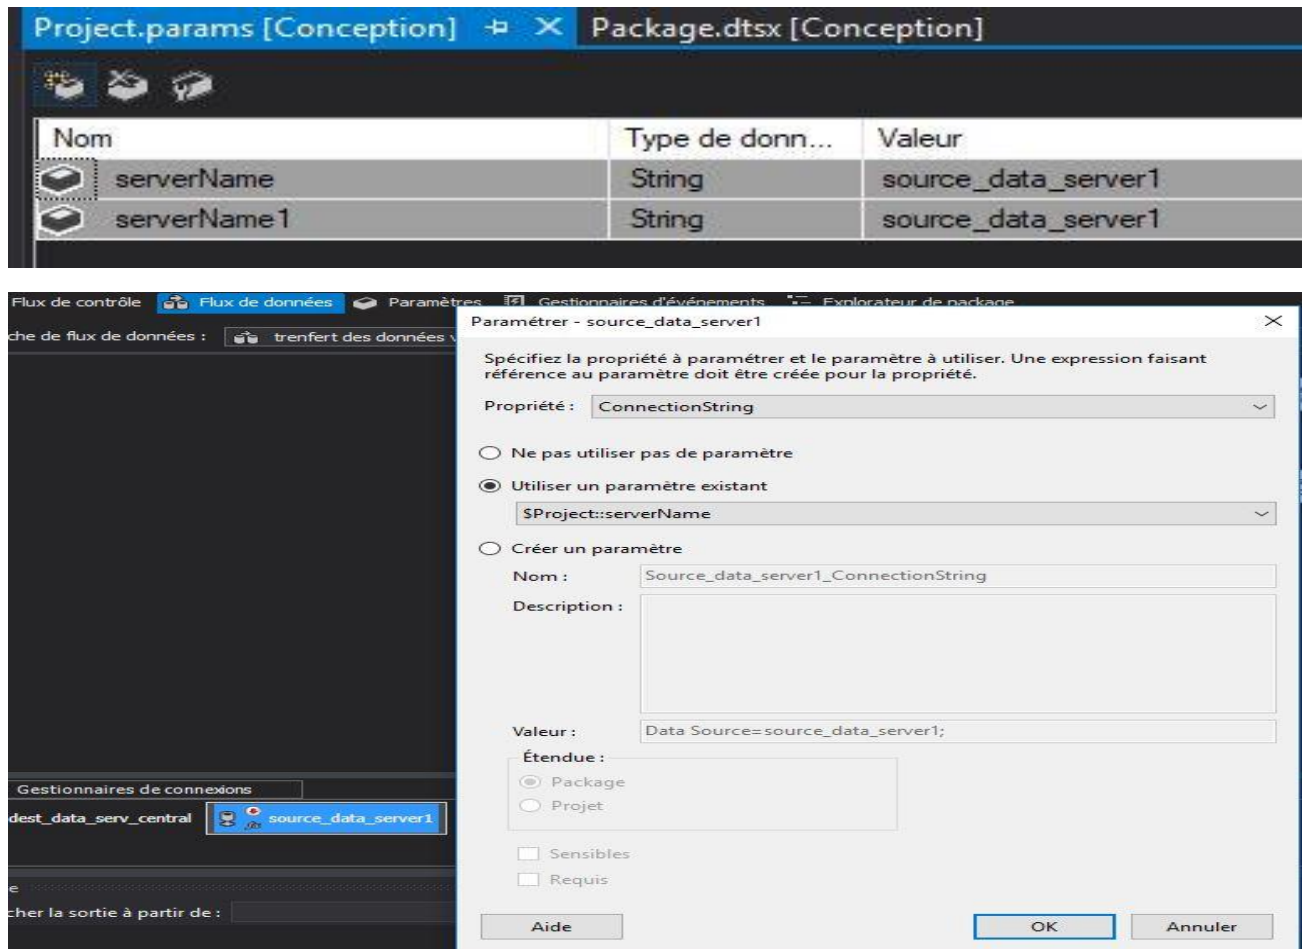 Project.params [Conception]
Package.dtsx [Conception]
Nom Type de donn... Valeur
serverName String source_data_server1
serverName1 String source_data_server1
Flux de contrôle Flux de données Paramètres Gestionnaires d'événements Explorateur de package
che de flux de données : trenfert des données v
Paramétrer - source_data_server1
Spécifiez la propriété à paramétrer et le paramètre à utiliser. Une expression faisant
référence au paramètre doit être créée pour la propriété.
Propriété : ConnectionString
Ne pas utiliser pas de paramètre
Utiliser un paramètre existant
$Project::serverName
Créer un paramètre
Nom : Source_data_server1_ConnectionString
Description :
Valeur : Data Source=source_data_server1;
Étendue :
Package
Projet
Sensibles
Requis
Aide OK Annuler
Gestionnaires de connexions
dest_data_serv_central source_data_server1
e
cher la sortie à partir de :